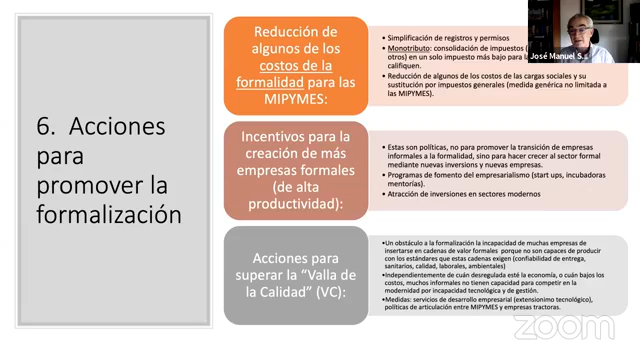 6. Acciones
para
promover la
formalización
Reducción de
algunos de los
costos de la
formalidad para las
MIPYMES:
• Simplificación de registros y permisos
• Monotributo: consolidación de impuestos (
otros) en un solo impuesto más bajo para l
califiquen.
• Reducción de algunos de los costos de las cargas sociales y su
sustitución por impuestos generales (medida genérica no limitada a
las MIPYMES).
Incentivos para la
creación de más
empresas formales
(de alta
productividad):
• Estas son políticas, no para promover la transición de empresas
informales a la formalidad, sino para hacer crecer al sector formal
mediante nuevas inversions y nuevas empresas.
• Programas de fomento del empresarialismo (start ups, incubadoras
mentorías).
• Atracción de inversiones en sectores modernos
Acciones para
superar la “Valla de
la Calidad” (VC):
•Un obstáculo a la formalización la incapacidad de muchas empresas de
insertarse en cadenas de valor formales porque no son capaces de producir
con los estándares que estas cadenas exigen (confiabilidad de entrega,
sanitarios, calidad, laborales, ambientales)
•Independientemente de cuán desregulada esté la economía, o cuán bajos los
costos, muchos informales no tienen capacidad para competir en la
modernidad por incapacidad tecnológica y de gestión.
•Medidas: servicios de desarrollo empresarial (extensionismo tecnológico),
políticas de articulación entre MIPYMES y empresas tractoras.
José Manuel S...
zoom